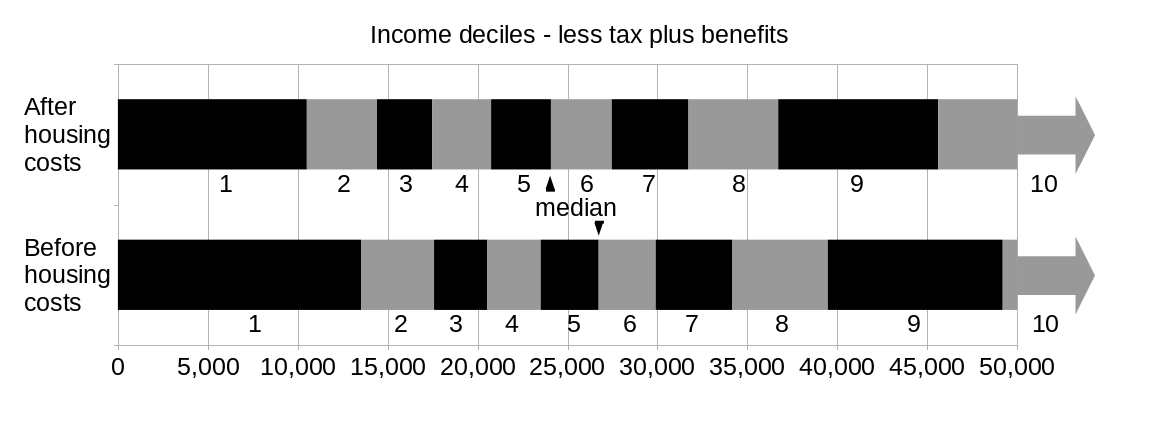 Income deciles - less tax plus benefits
After
housing
costs
1 2 3 4 5 6 7 8 9 10
median
Before
housing
costs
1 2 3 4 5 6 7 8 9 10
0 5,000 10,000 15,000 20,000 25,000 30,000 35,000 40,000 45,000 50,000